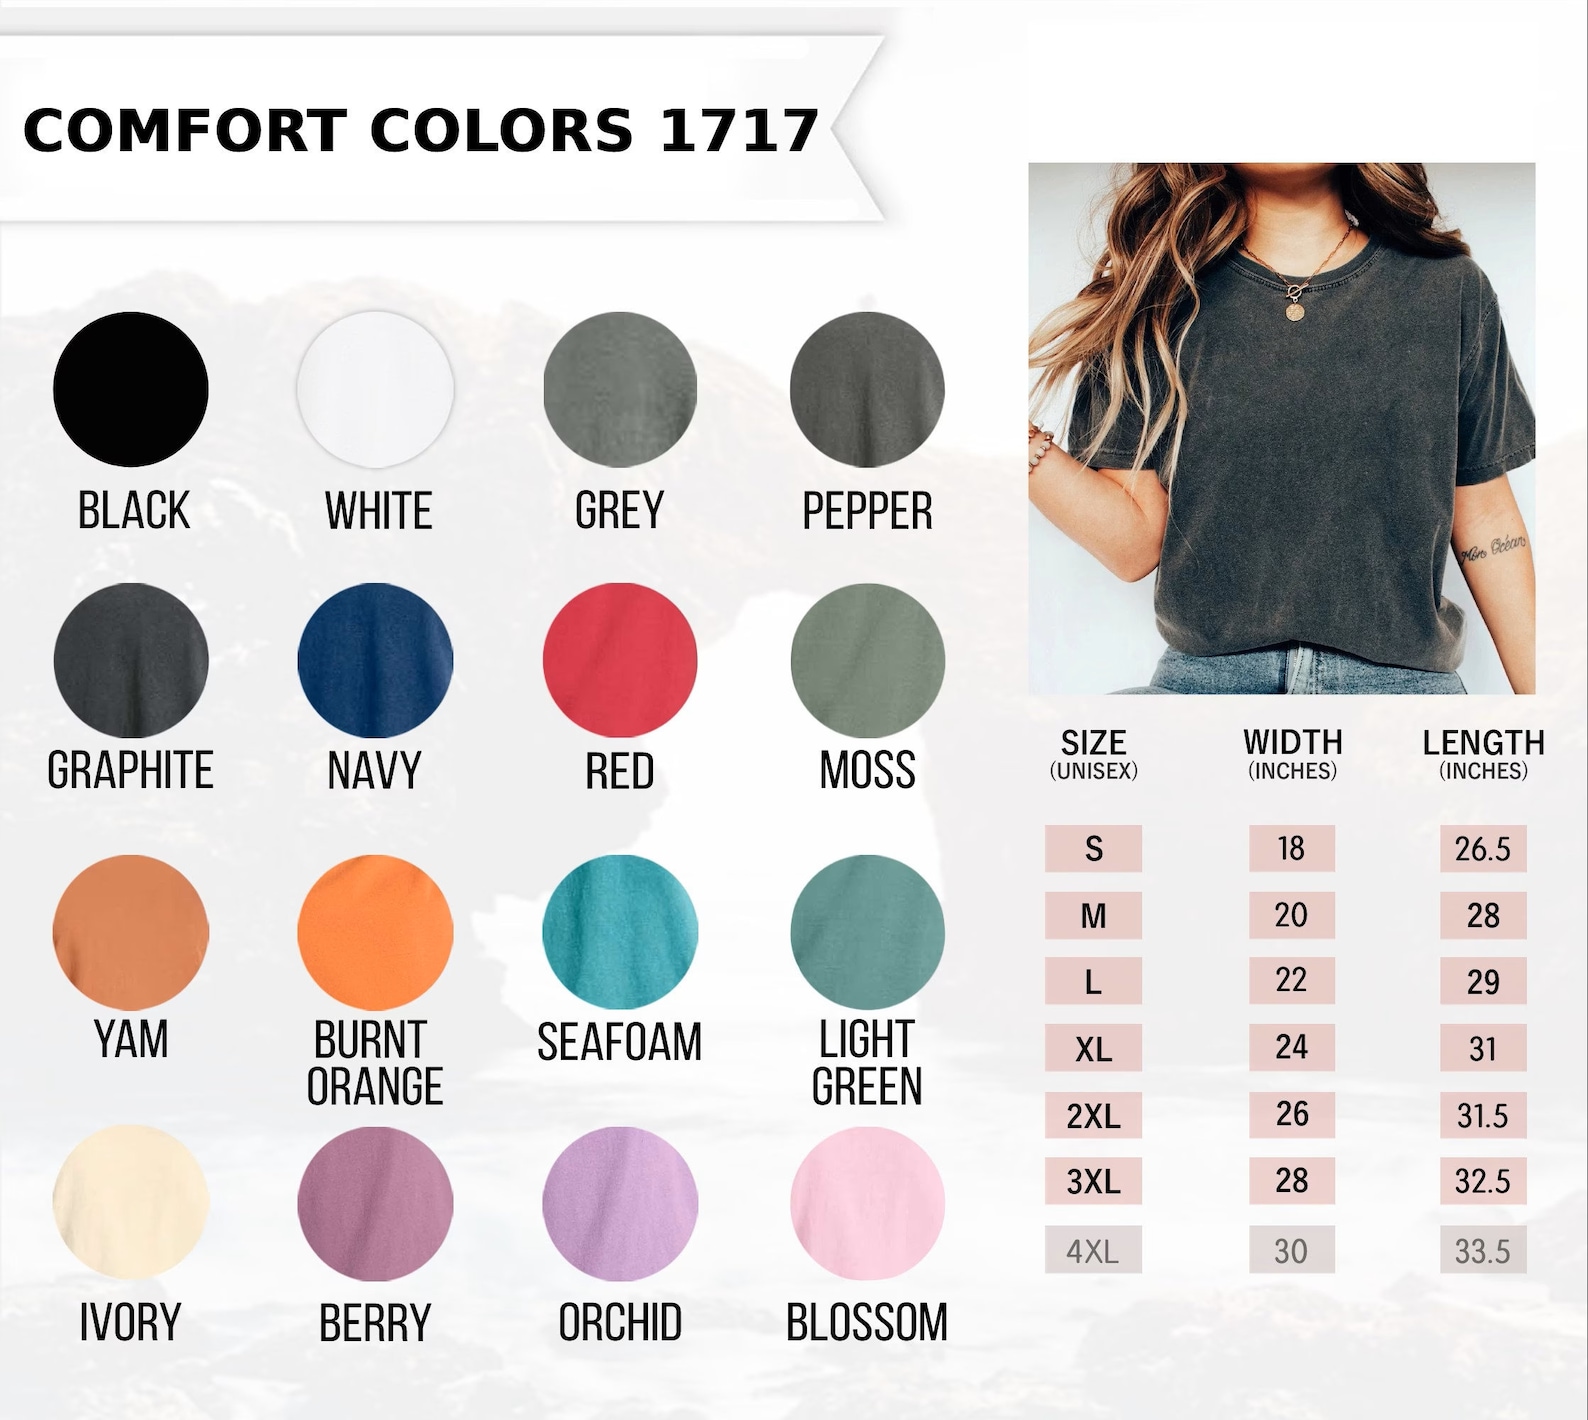 COMFORT COLORS 1717
BLACK
WHITE
GREY
PEPPER
GRAPHITE
NAVY
RED
MOSS
YAM
BURNT
ORANGE
SEAFOAM
LIGHT
GREEN
IVORY
BERRY
ORCHID
BLOSSOM
Mon Océan
SIZE WIDTH LENGTH
(UNISEX) (INCHES) (INCHES)
S 18 26.5
M 20 28
L 22 29
XL 24 31
2XL 26 31.5
3XL 28 32.5
4XL 30 33.5